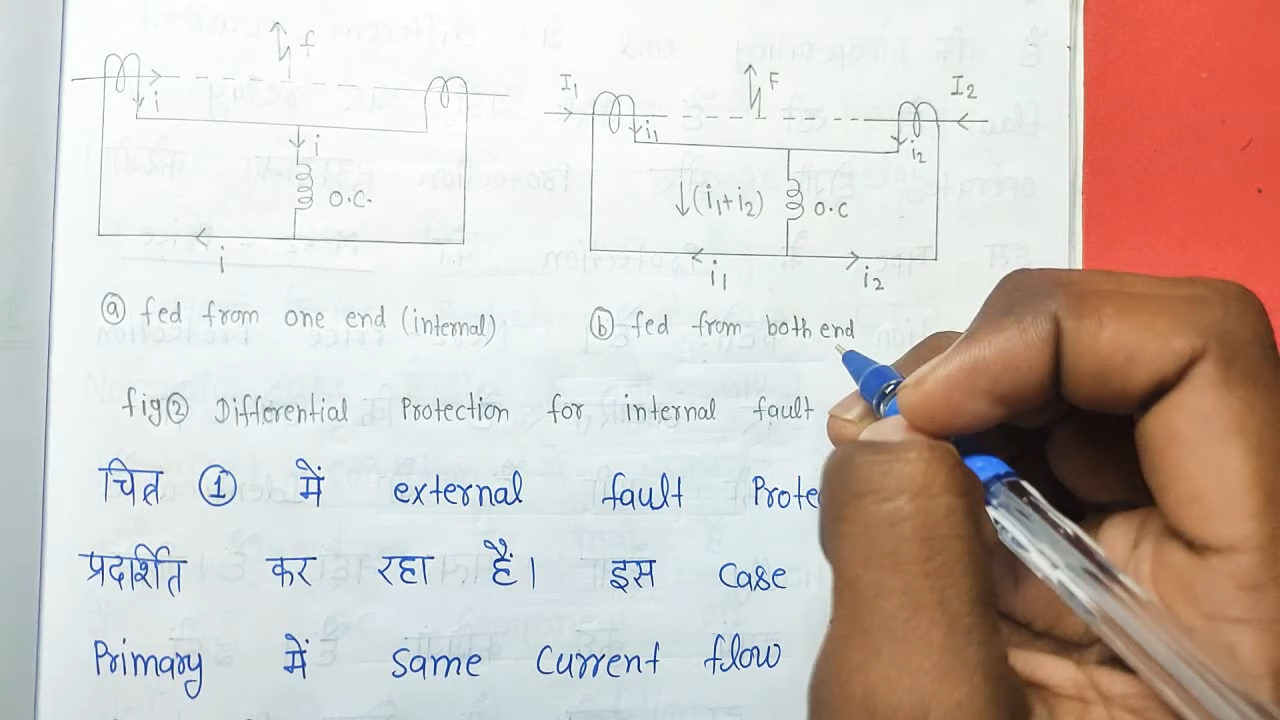 f
i
i
O.C.
i
I1 F I2
i1 i2
(i1+i2) O.C
i1 i2
ⓐ fed from one end (internal)
ⓑ fed from both end
fig② Differential Protection for internal fault
चित्र ① में external fault
प्रदर्शित कर रहा हैं। इस Case
Primary में Same Current flow